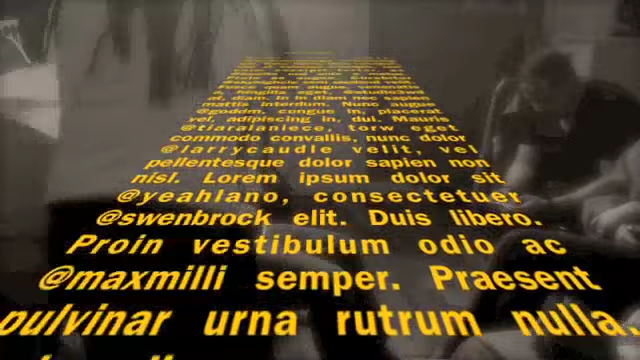 mattis interdum. Nunc augue
@goudm, congue in, placerat
vel, adipiscing in, dui. Mauris
@tiaralaniece, torw eget
commodo convallis, nunc dolor
@larrycaudle velit, vel
pellentesque dolor sapien non
nisl. Lorem ipsum dolor sit
@yeahlano, consectetuer
@swenbrock elit. Duis libero.
Proin vestibulum odio ac
@maxmilli semper. Praesent
pulvinar urna rutrum nulla.